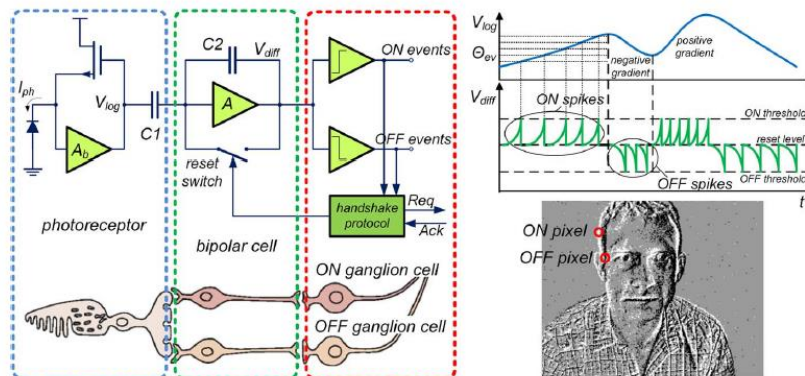 I_ph
V_log
A_b
C1
C2
V_diff
A
reset
switch
ON events
OFF events
handshake
protocol
Req
Ack
photoreceptor
bipolar cell
ON ganglion cell
OFF ganglion cell
V_log
Θ_ev
negative
gradient
positive
gradient
V_diff
ON spikes
ON threshold
reset level
OFF threshold
OFF spikes
t
ON pixel
OFF pixel